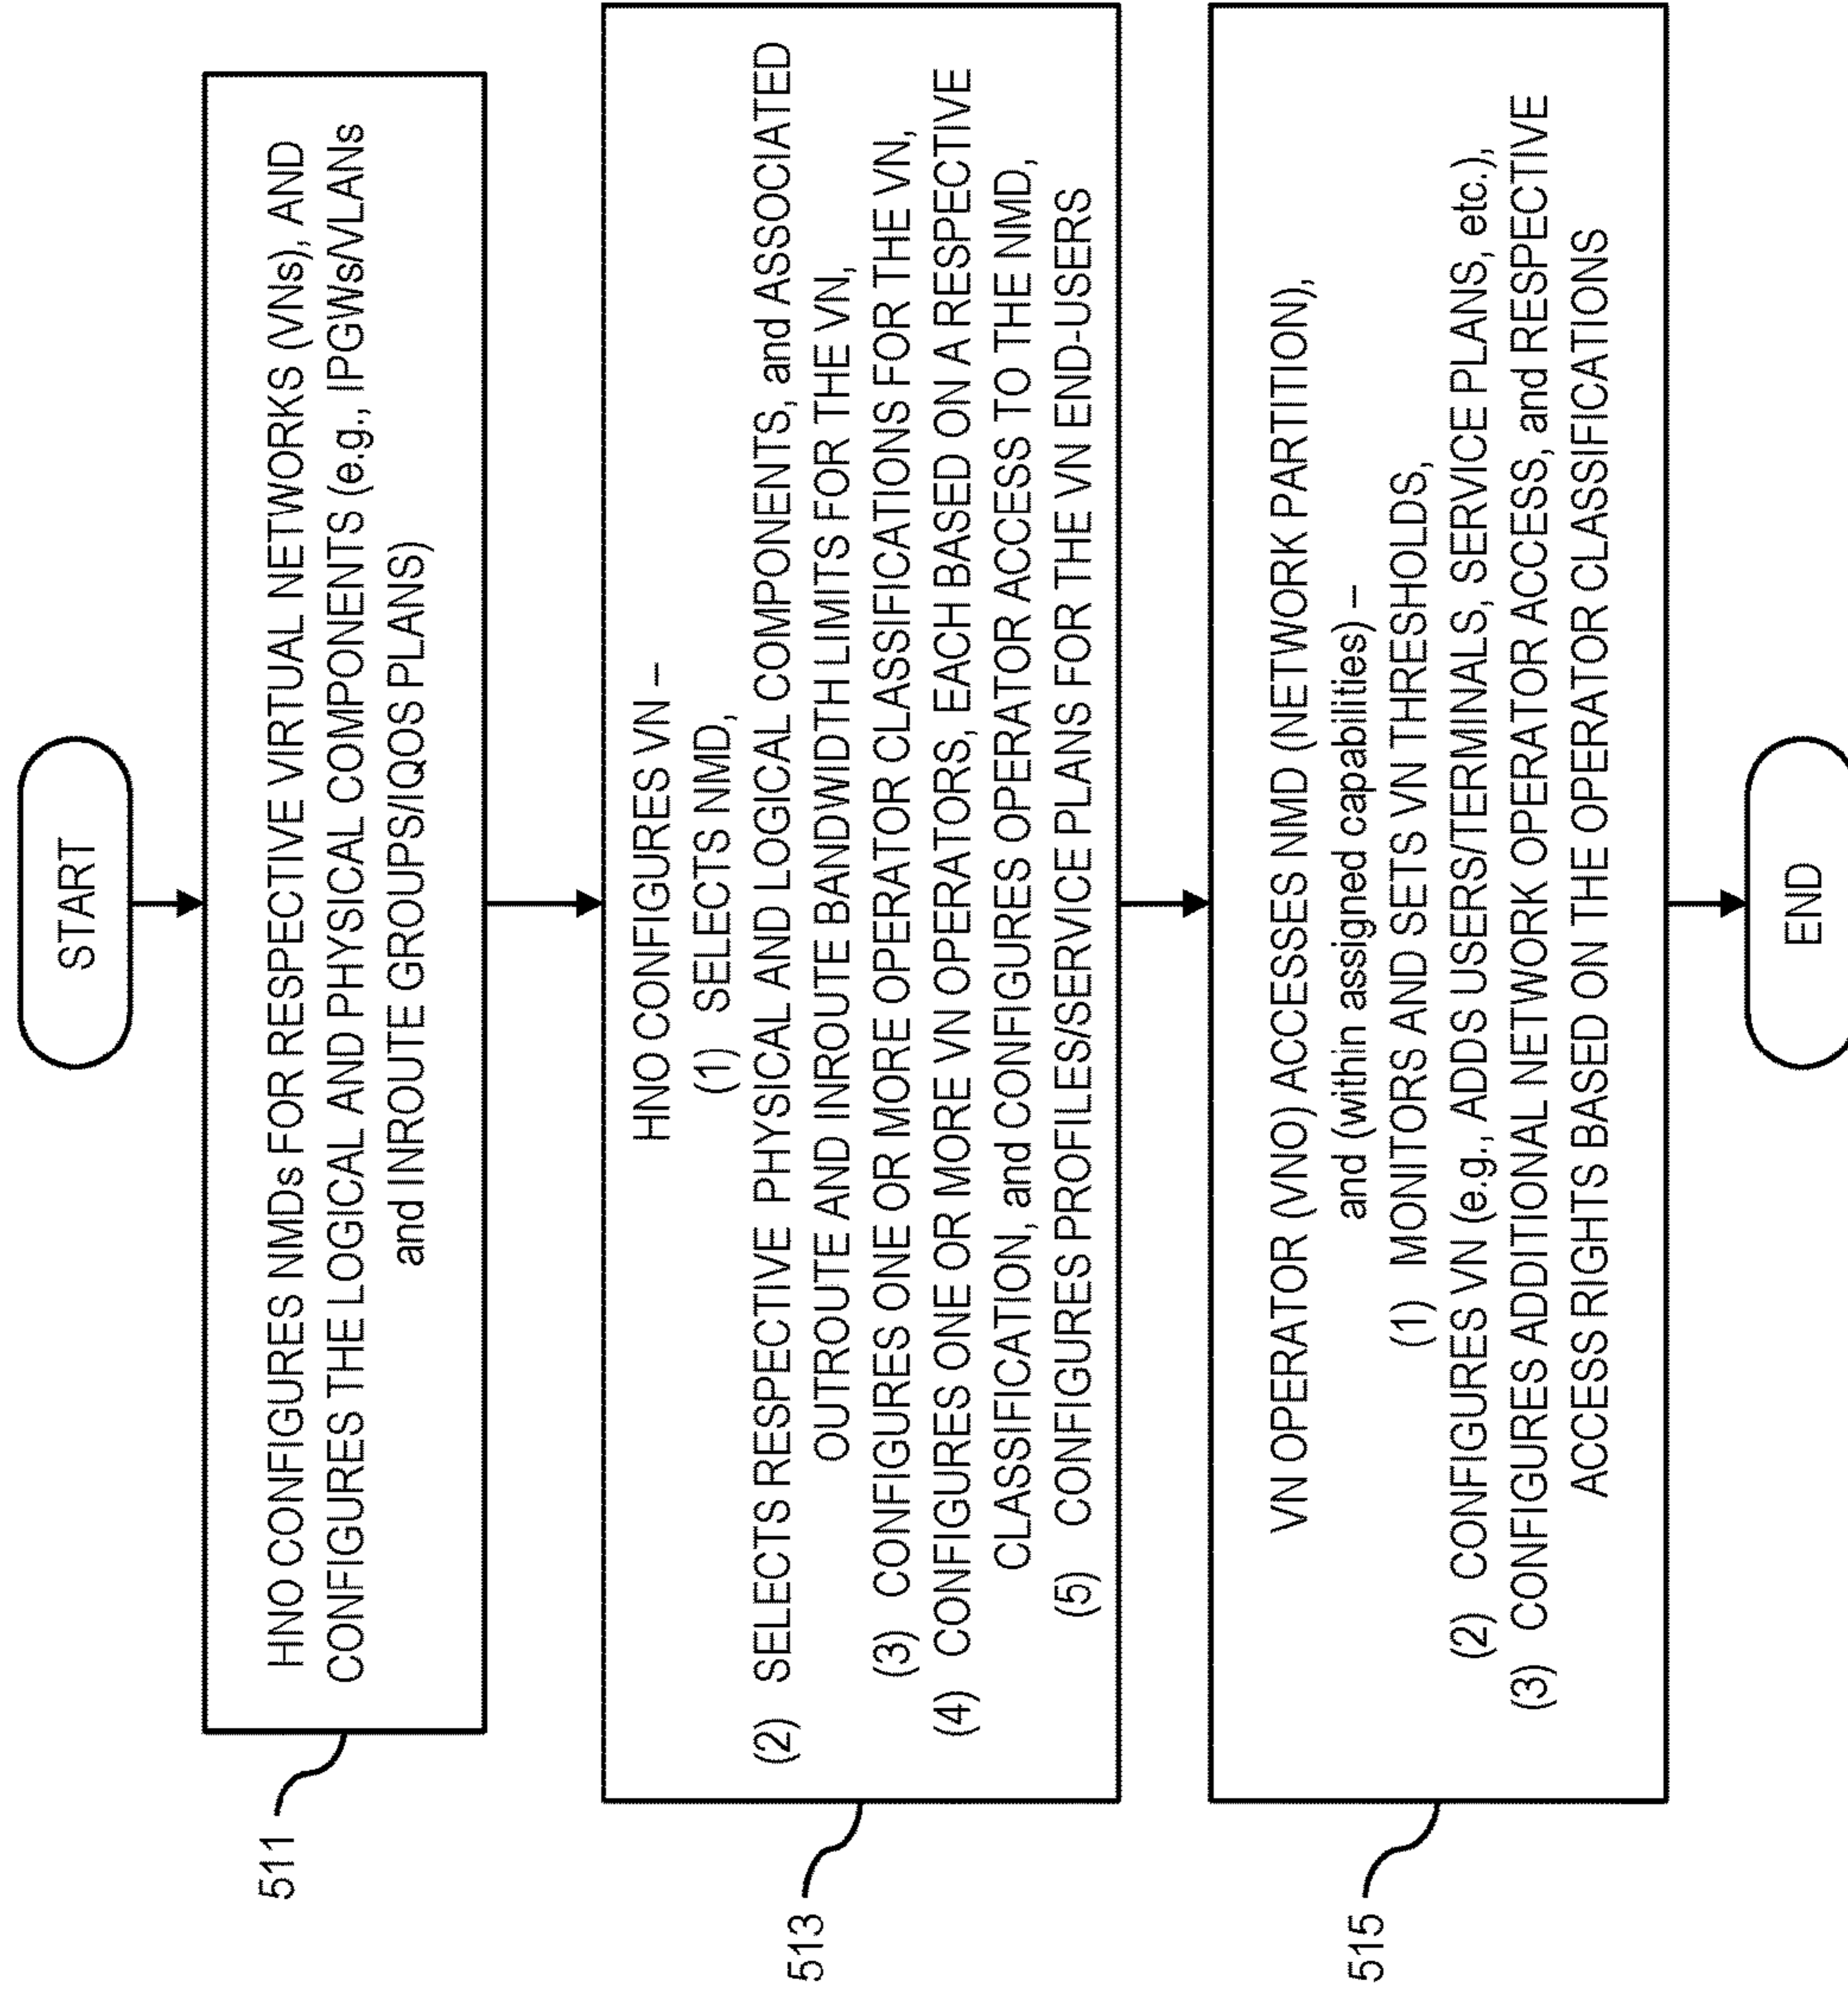 START
HNO CONFIGURES NMDs FOR RESPECTIVE VIRTUAL NETWORKS (VNs), AND
CONFIGURES THE LOGICAL AND PHYSICAL COMPONENTS (e.g., IPGWs/VLANs
and INROUTE GROUPS/IQOS PLANS)
511
HNO CONFIGURES VN –
(1) SELECTS NMD,
(2) SELECTS RESPECTIVE PHYSICAL AND LOGICAL COMPONENTS, and ASSOCIATED
OUTROUTE AND INROUTE BANDWIDTH LIMITS FOR THE VN,
(3) CONFIGURES ONE OR MORE OPERATOR CLASSIFICATIONS FOR THE VN,
(4) CONFIGURES ONE OR MORE VN OPERATORS, EACH BASED ON A RESPECTIVE
CLASSIFICATION, and CONFIGURES OPERATOR ACCESS TO THE NMD,
(5) CONFIGURES PROFILES/SERVICE PLANS FOR THE VN END-USERS
513
VN OPERATOR (VNO) ACCESSES NMD (NETWORK PARTITION),
and (within assigned capabilities) –
(1) MONITORS AND SETS VN THRESHOLDS,
(2) CONFIGURES VN (e.g., ADDS USERS/TERMINALS, SERVICE PLANS, etc.),
(3) CONFIGURES ADDITIONAL NETWORK OPERATOR ACCESS, and RESPECTIVE
ACCESS RIGHTS BASED ON THE OPERATOR CLASSIFICATIONS
515
END